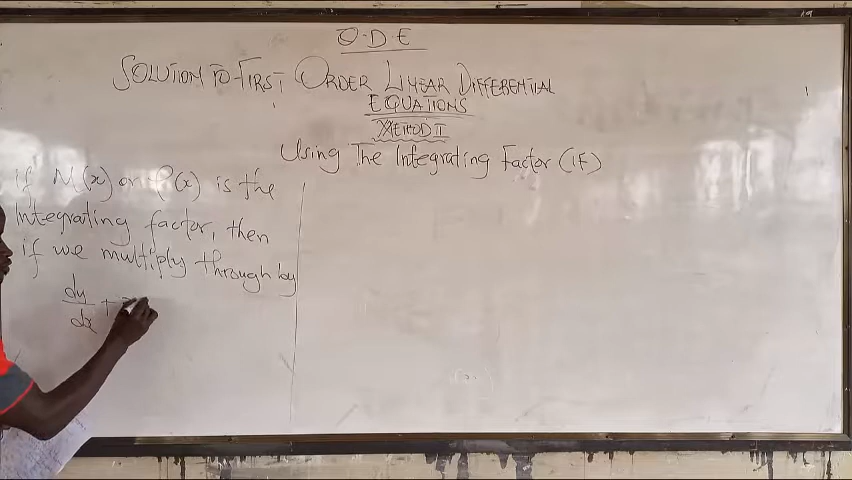 O.D.E
SOLUTION TO FIRST ORDER LINEAR DIFFERENTIAL
EQUATIONS
METHOD II
Using The Integrating Factor (IF)
if M(x) or P(x) is the
Integrating factor, then
if we multiply through by
dy
dx
+